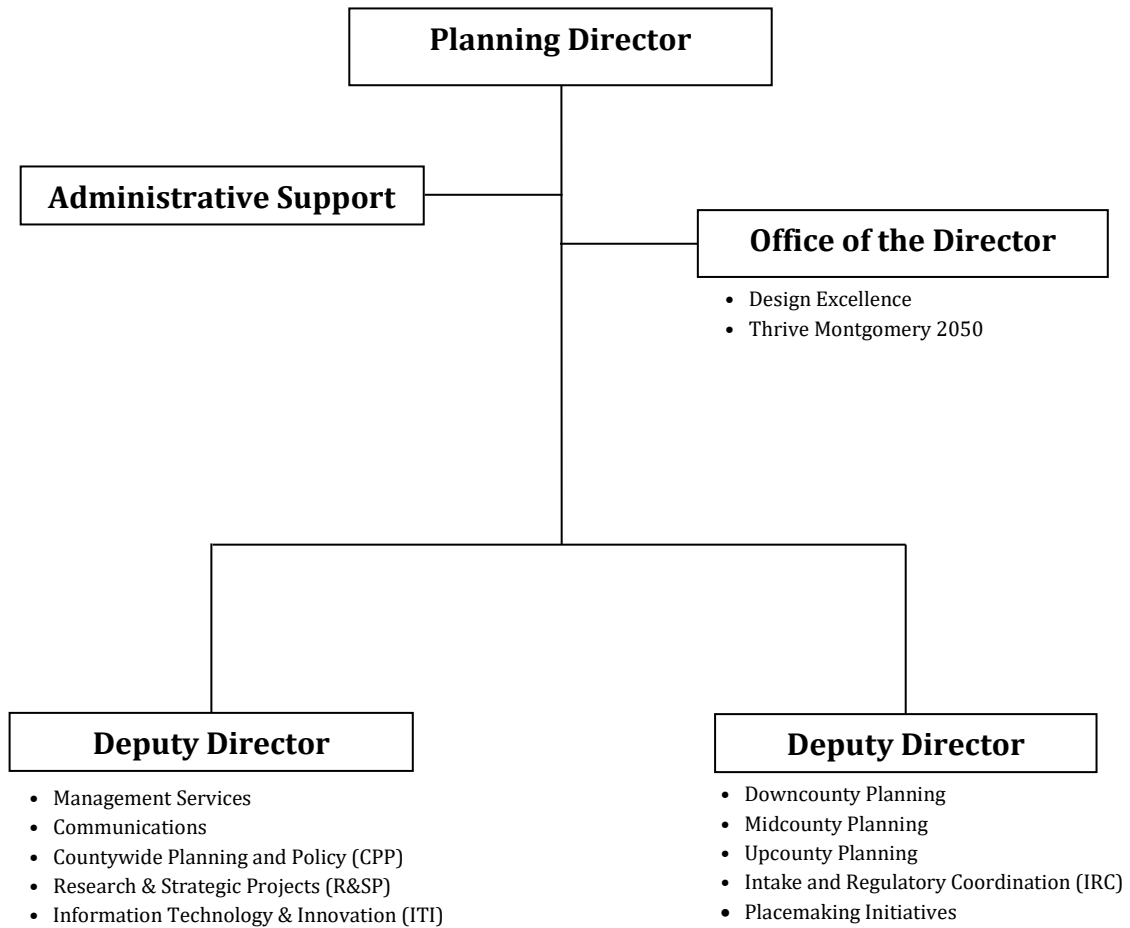 Planning Director
Administrative Support
Office of the Director
• Design Excellence
• Thrive Montgomery 2050
Deputy Director
• Management Services
• Communications
• Countywide Planning and Policy (CPP)
• Research & Strategic Projects (R&SP)
• Information Technology & Innovation (ITI)
Deputy Director
• Downcounty Planning
• Midcounty Planning
• Upcounty Planning
• Intake and Regulatory Coordination (IRC)
• Placemaking Initiatives